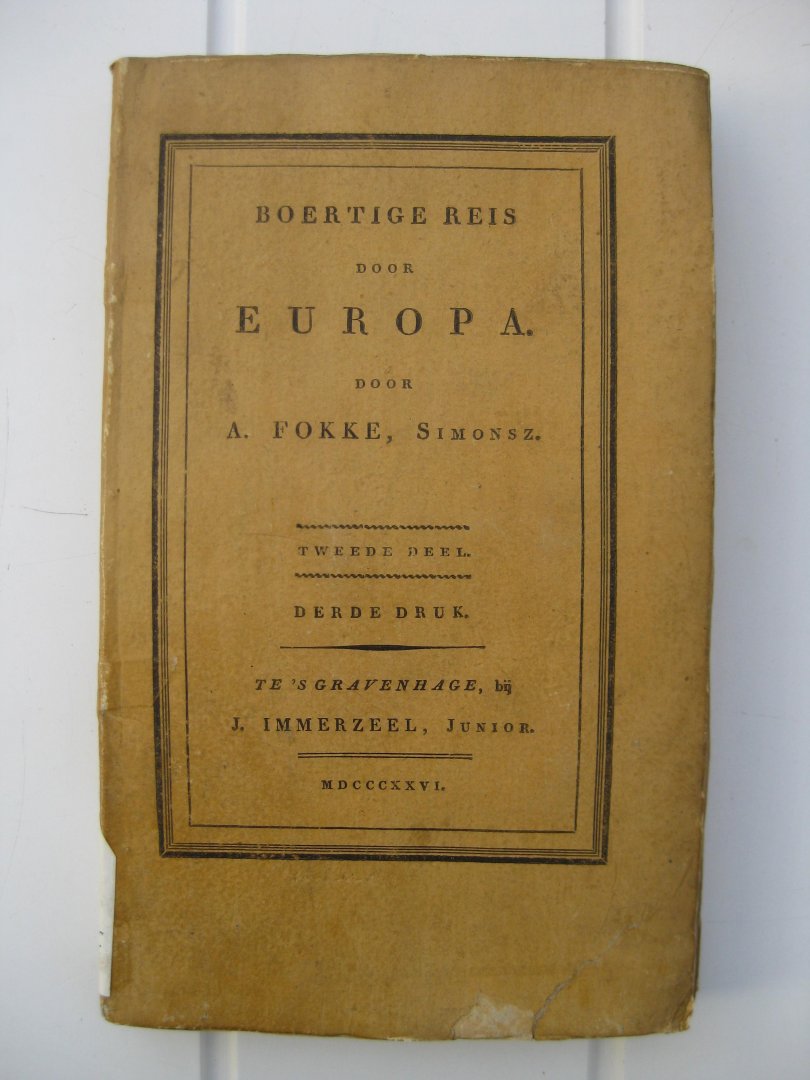 BOERTIGE REIS
DOOR
EUROPA.
DOOR
A. FOKKE, SIMONSZ.
TWEEDE DEEL.
DERDE DRUK.
TE 'S GRAVENHAGE, bij
J. IMMERZEEL, JUNIOR.
MDCCCXXVI.